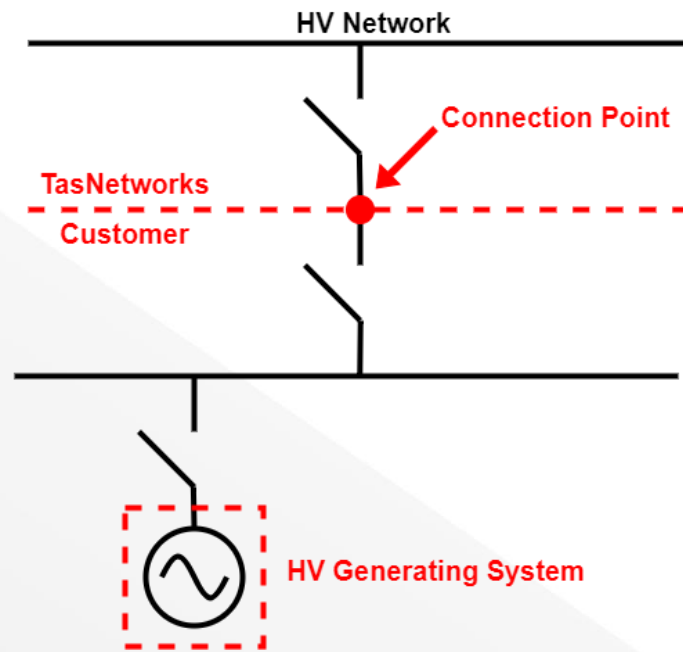 HV Network
Connection Point
TasNetworks
Customer
HV Generating System